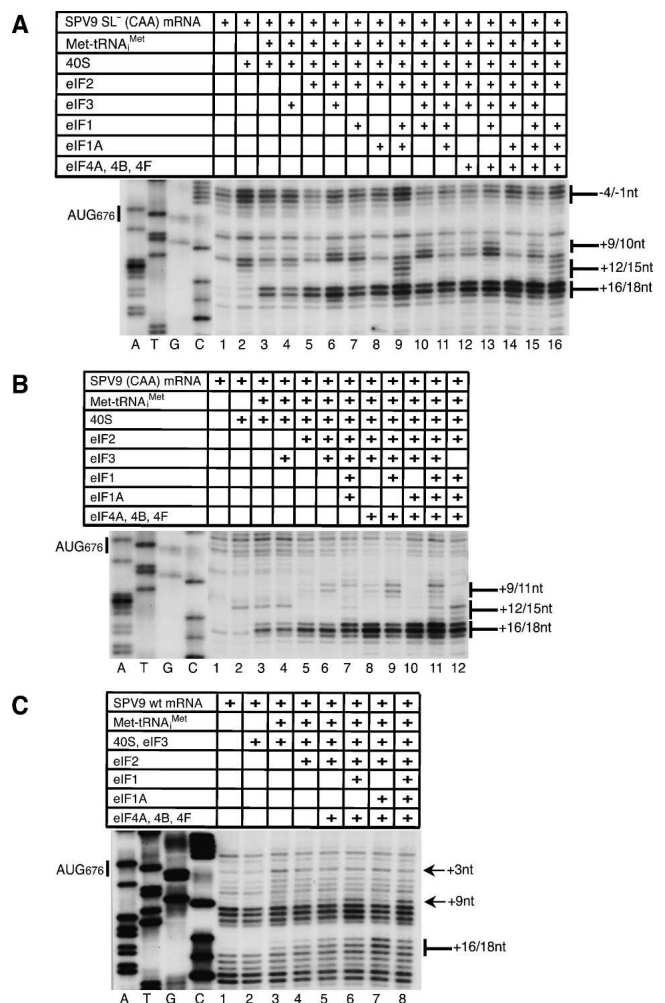 A
SPV9 SL⁻ (CAA) mRNA + + + + + + + + + + + + + + + +
Met-tRNAᵢᴹᵉᵗ + + + + + + + + + + + + + +
40S + + + + + + + + + + + + + + +
eIF2 + + + + + + + + + + + +
eIF3 + + + + + + + +
eIF1 + + + + + +
eIF1A + + + + + +
eIF4A, 4B, 4F + + + + +
AUG676
-4/-1nt
+9/10nt
+12/15nt
+16/18nt
A T G C 1 2 3 4 5 6 7 8 9 10 11 12 13 14 15 16
B
SPV9 (CAA) mRNA + + + + + + + + + + + +
Met-tRNAᵢᴹᵉᵗ + + + + + + + + + +
40S + + + + + + + + + + +
eIF2 + + + + + + + +
eIF3 + + + + + + +
eIF1 + + + +
eIF1A + + + +
eIF4A, 4B, 4F + + + + +
AUG676
+9/11nt
+12/15nt
+16/18nt
A T G C 1 2 3 4 5 6 7 8 9 10 11 12
C
SPV9 wt mRNA + + + + + + + +
Met-tRNAᵢᴹᵉᵗ + + + + + +
40S, eIF3 + + + + + + +
eIF2 + + + + +
eIF1 + +
eIF1A + +
eIF4A, 4B, 4F + + + +
AUG676
+3nt
+9nt
+16/18nt
A T G C 1 2 3 4 5 6 7 8